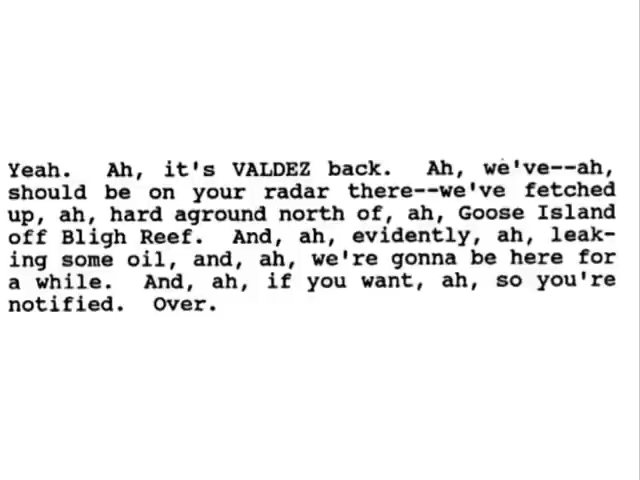 Yeah.  Ah, it's VALDEZ back.  Ah, we've--ah,
should be on your radar there--we've fetched
up, ah, hard aground north of, ah, Goose Island
off Bligh Reef.  And, ah, evidently, ah, leak-
ing some oil, and, ah, we're gonna be here for
a while.  And, ah, if you want, ah, so you're
notified.  Over.